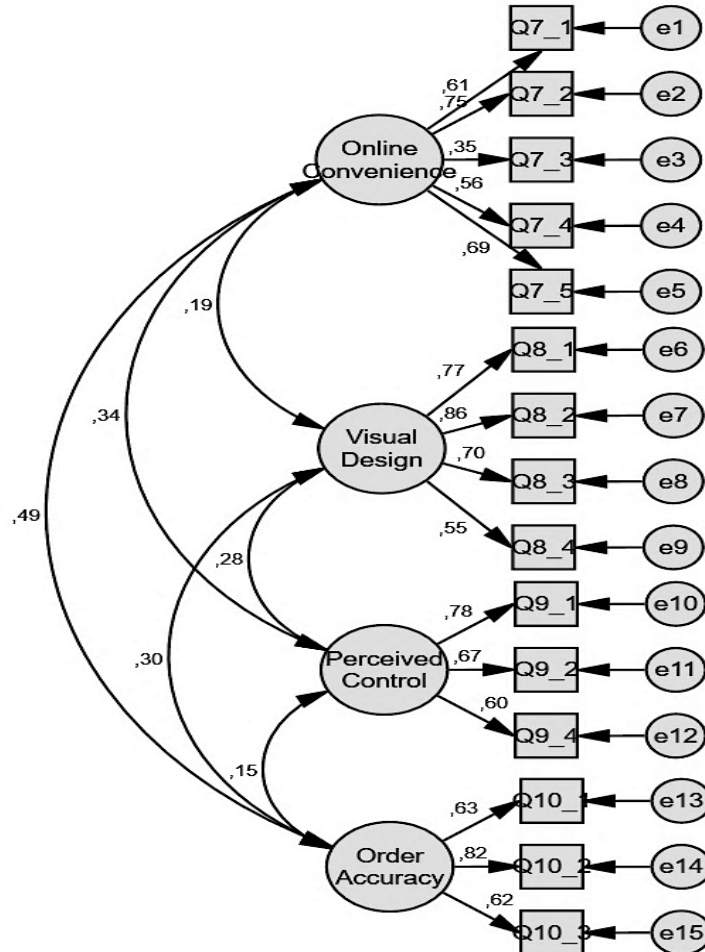 Q7_1
e1
,61
,75
Q7_2
e2
Online
Convenience
,35
Q7_3
e3
,56
Q7_4
e4
,69
Q7_5
e5
,19
Q8_1
e6
,77
,86
Q8_2
e7
,34
Visual
Design
,70
Q8_3
e8
,49
,55
Q8_4
e9
,28
Q9_1
e10
,78
,30
Perceived
Control
,67
Q9_2
e11
,60
Q9_4
e12
,15
Q10_1
e13
,63
Order
Accuracy
,82
Q10_2
e14
,62
Q10_3
e15